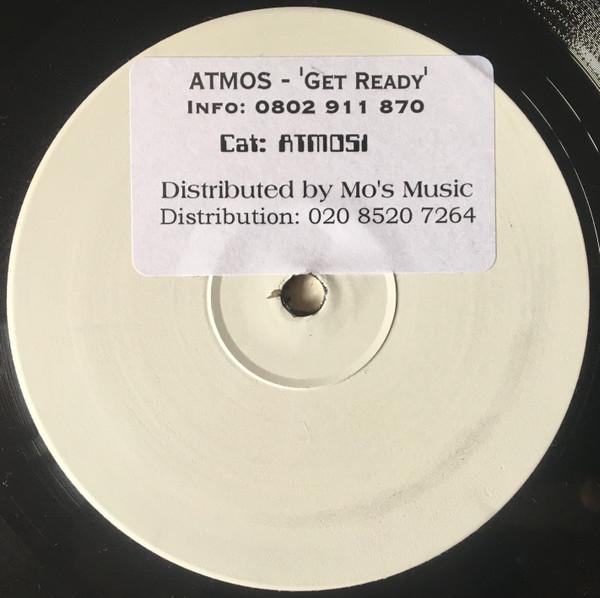 ATMOS - 'GET READY'
INFO: 0802 911 870
Cat: ATMOS1
Distributed by Mo's Music
Distribution: 020 8520 7264